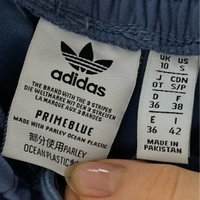 adidas
THE BRAND WITH THE 3 STRIPES
DIE WELTMARKE MIT DEN 3 STREIFEN
LA MARQUE AUX 3 BANDES
PRIMEBLUE
MADE WITH PARLEY OCEAN PLASTIC
部分使用PARLEY
OCEAN PLASTIC
UK US
10 S
J CDN
OT S/P
D F
36 38
E I
36 42
MADE IN
PAKISTAN